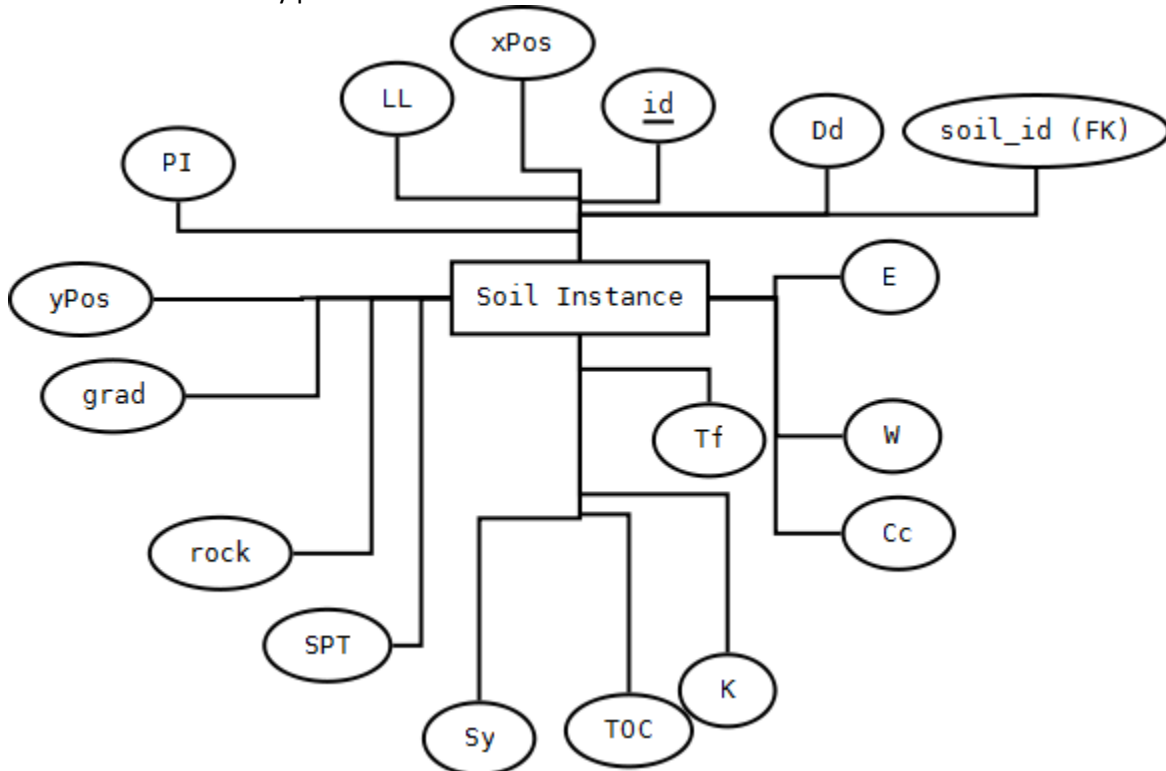 xPos
LL
id
Dd
soil_id (FK)
PI
E
yPos
Soil Instance
grad
Tf
W
Cc
rock
SPT
K
Sy
TOC